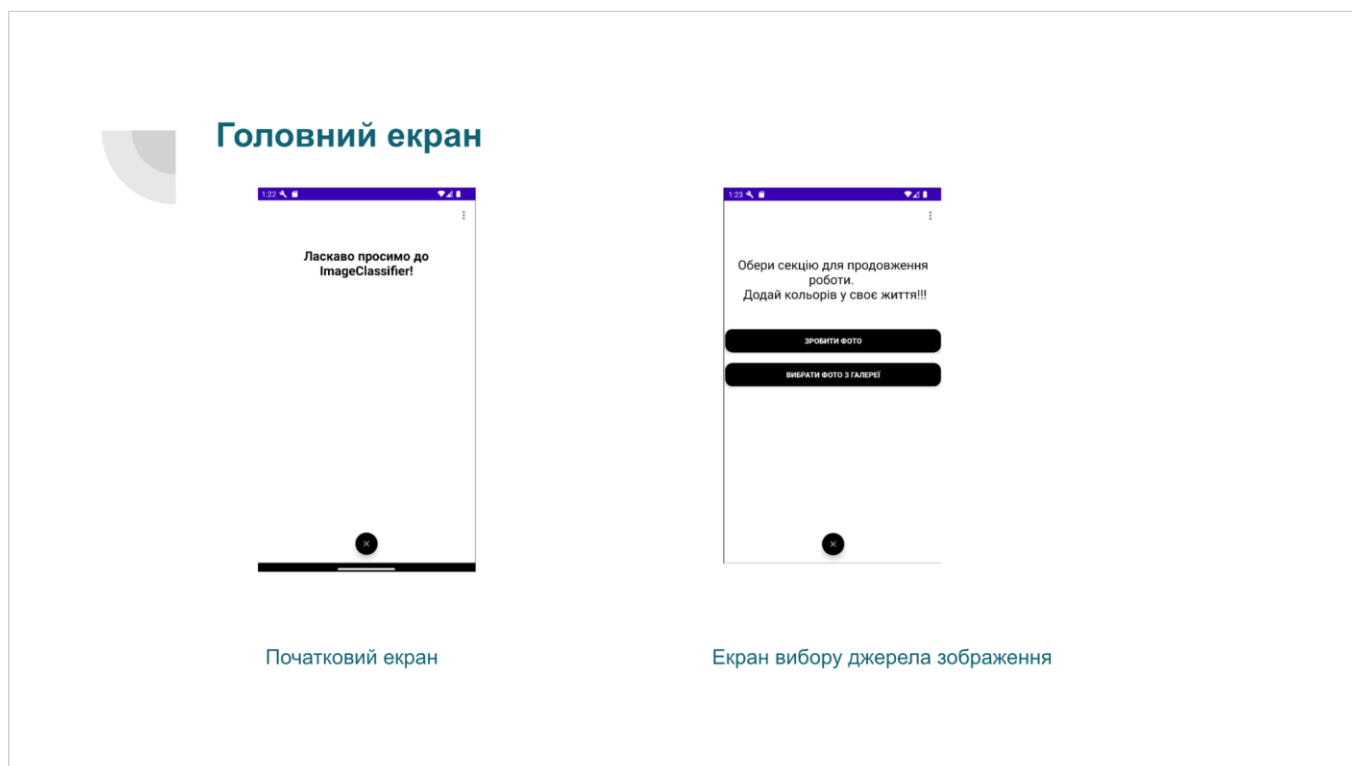 Головний екран
1:22
Ласкаво просимо до
ImageClassifier!
1:23
Обери секцію для продовження
роботи.
Додай кольорів у своє життя!!!
ЗРОБИТИ ФОТО
ВИБРАТИ ФОТО З ГАЛЕРЕЇ
Початковий екран
Екран вибору джерела зображення